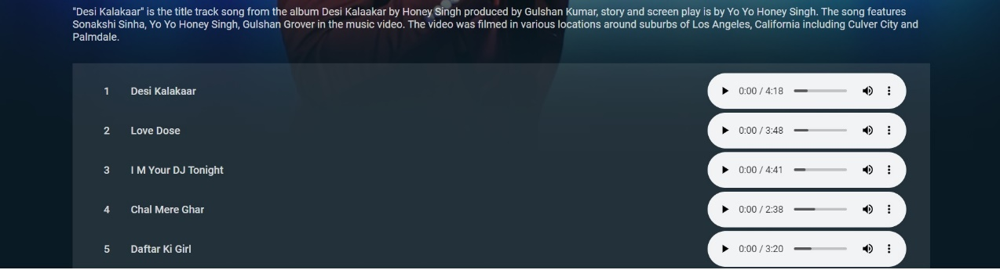 "Desi Kalakaar" is the title track song from the album Desi Kalaakar by Honey Singh produced by Gulshan Kumar, story and screen play is by Yo Yo Honey Singh. The song features
Sonakshi Sinha, Yo Yo Honey Singh, Gulshan Grover in the music video. The video was filmed in various locations around suburbs of Los Angeles, California including Culver City and
Palmdale.
1 Desi Kalakaar 0:00 / 4:18
2 Love Dose 0:00 / 3:48
3 I M Your DJ Tonight 0:00 / 4:41
4 Chal Mere Ghar 0:00 / 2:38
5 Daftar Ki Girl 0:00 / 3:20